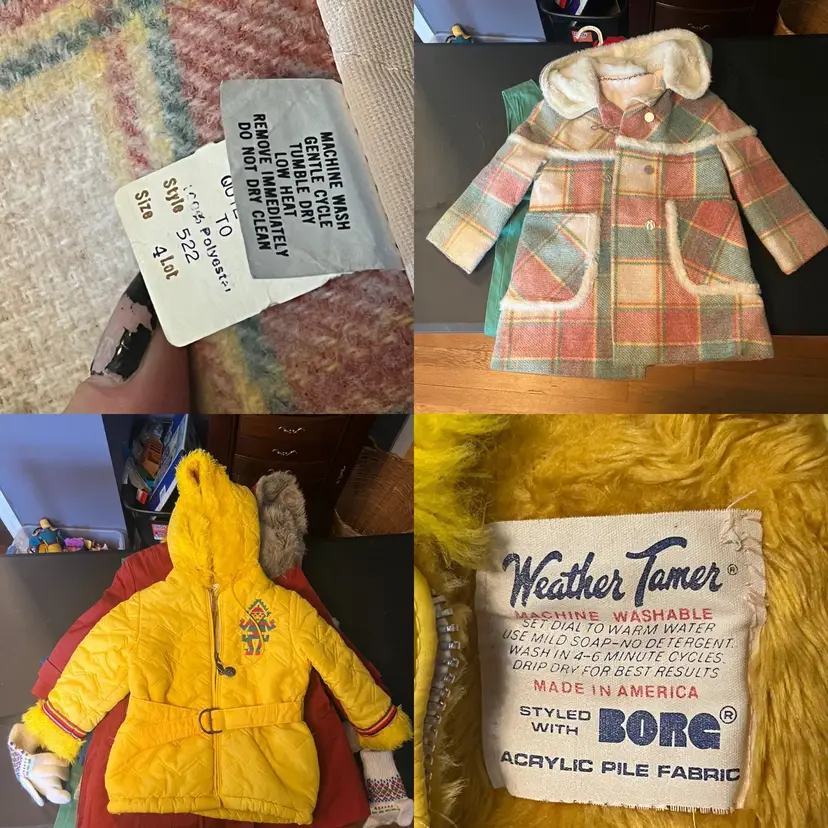 MACHINE WASH
GENTLE CYCLE
TUMBLE DRY
LOW HEAT
REMOVE IMMEDIATELY
DO NOT DRY CLEAN
TO
100% Polyester
Style 522
Size 4 Lot
Weather Tamer®
MACHINE WASHABLE
SET DIAL TO WARM WATER
USE MILD SOAP-NO DETERGENT.
WASH IN 4-6 MINUTE CYCLES.
DRIP DRY FOR BEST RESULTS
MADE IN AMERICA
STYLED
WITH BORG®
ACRYLIC PILE FABRIC